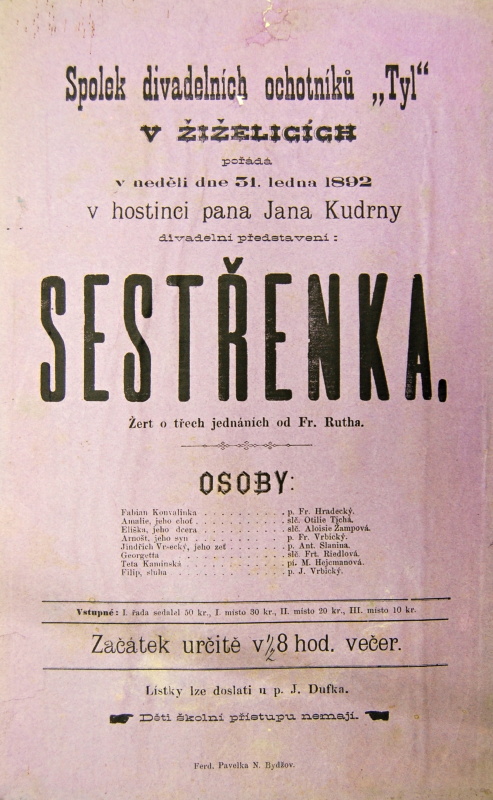 Spolek divadelních ochotníků „Tyl“
V ŽIŽELICÍCH
pořádá
v neděli dne 31. ledna 1892
v hostinci pana Jana Kudrny
divadelní představení:
SESTŘENKA.
Žert o třech jednáních od Fr. Rutha.
OSOBY:
Fabian Konvalinka . . . . . . . . . . . p. Fr. Hradecký.
Amalie, jeho choť . . . . . . . . . . . slč. Otilie Tichá.
Eliška, jeho dcera . . . . . . . . . . . slč. Aloisie Žampová.
Arnošt, jeho syn . . . . . . . . . . . p. Fr. Vrbický.
Jindřich Vrsecký, jeho zeť . . . . . . . p. Ant. Slanina.
Georgetta . . . . . . . . . . . slč. Frt. Riedlová.
Teta Kamínská . . . . . . . . . . . pí. M. Hejcmanová.
Filip, sluha . . . . . . . . . . . p. J. Vrbický.
Vstupné: I. řada sedadel 50 kr., I. místo 30 kr., II. místo 20 kr., III. místo 10 kr.
Začátek určitě v ½8 hod. večer.
Lístky lze doslati u p. J. Dufka.
Děti školní přístupu nemají.
Ferd. Pavelka N. Bydžov.